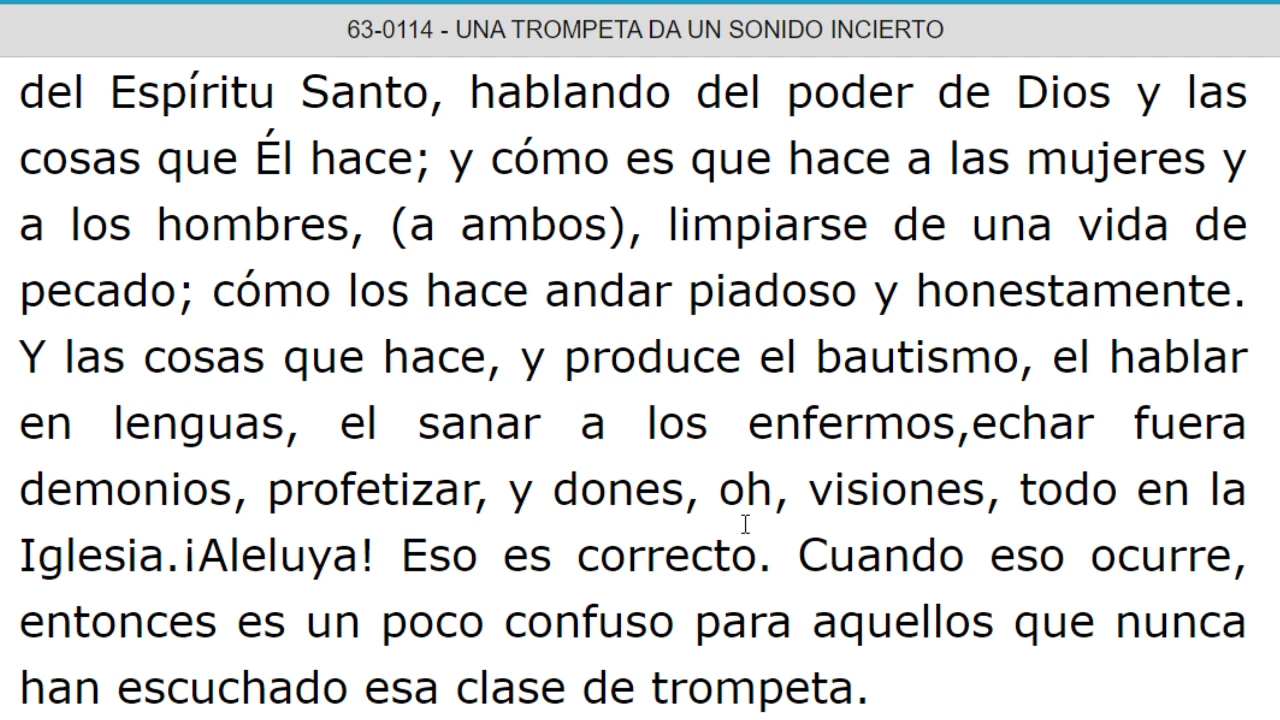 63-0114 - UNA TROMPETA DA UN SONIDO INCIERTO
del Espíritu Santo, hablando del poder de Dios y las
cosas que Él hace; y cómo es que hace a las mujeres y
a los hombres, (a ambos), limpiarse de una vida de
pecado; cómo los hace andar piadoso y honestamente.
Y las cosas que hace, y produce el bautismo, el hablar
en lenguas, el sanar a los enfermos,echar fuera
demonios, profetizar, y dones, oh, visiones, todo en la
Iglesia.¡Aleluya! Eso es correcto. Cuando eso ocurre,
entonces es un poco confuso para aquellos que nunca
han escuchado esa clase de trompeta.